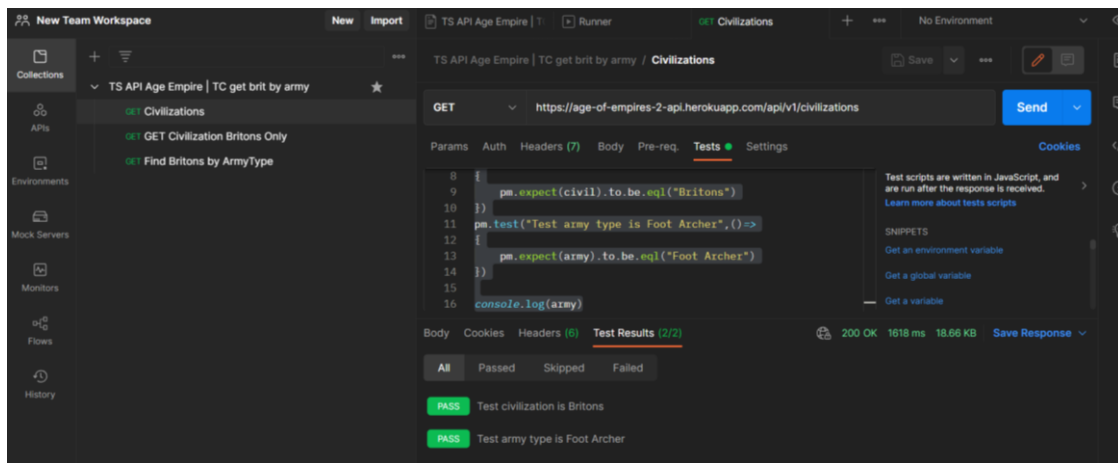 New Team Workspace New Import
TS API Age Empire | T Runner GET Civilizations No Environment
Collections
APIs
Environments
Mock Servers
Monitors
Flows
History
TS API Age Empire | TC get brit by army
GET Civilizations
GET GET Civilization Britons Only
GET Find Britons by ArmyType
TS API Age Empire | TC get brit by army / Civilizations Save
GET https://age-of-empires-2-api.herokuapp.com/api/v1/civilizations Send
Params Auth Headers (7) Body Pre-req. Tests Settings Cookies
8 {
9 pm.expect(civil).to.be.eql("Britons")
10 })
11 pm.test("Test army type is Foot Archer",()=>
12 {
13 pm.expect(army).to.be.eql("Foot Archer")
14 })
15
16 console.log(army)
Test scripts are written in JavaScript, and
are run after the response is received.
Learn more about tests scripts
SNIPPETS
Get an environment variable
Get a global variable
Get a variable
Body Cookies Headers (6) Test Results (2/2) 200 OK 1618 ms 18.66 KB Save Response
All Passed Skipped Failed
PASS Test civilization is Britons
PASS Test army type is Foot Archer